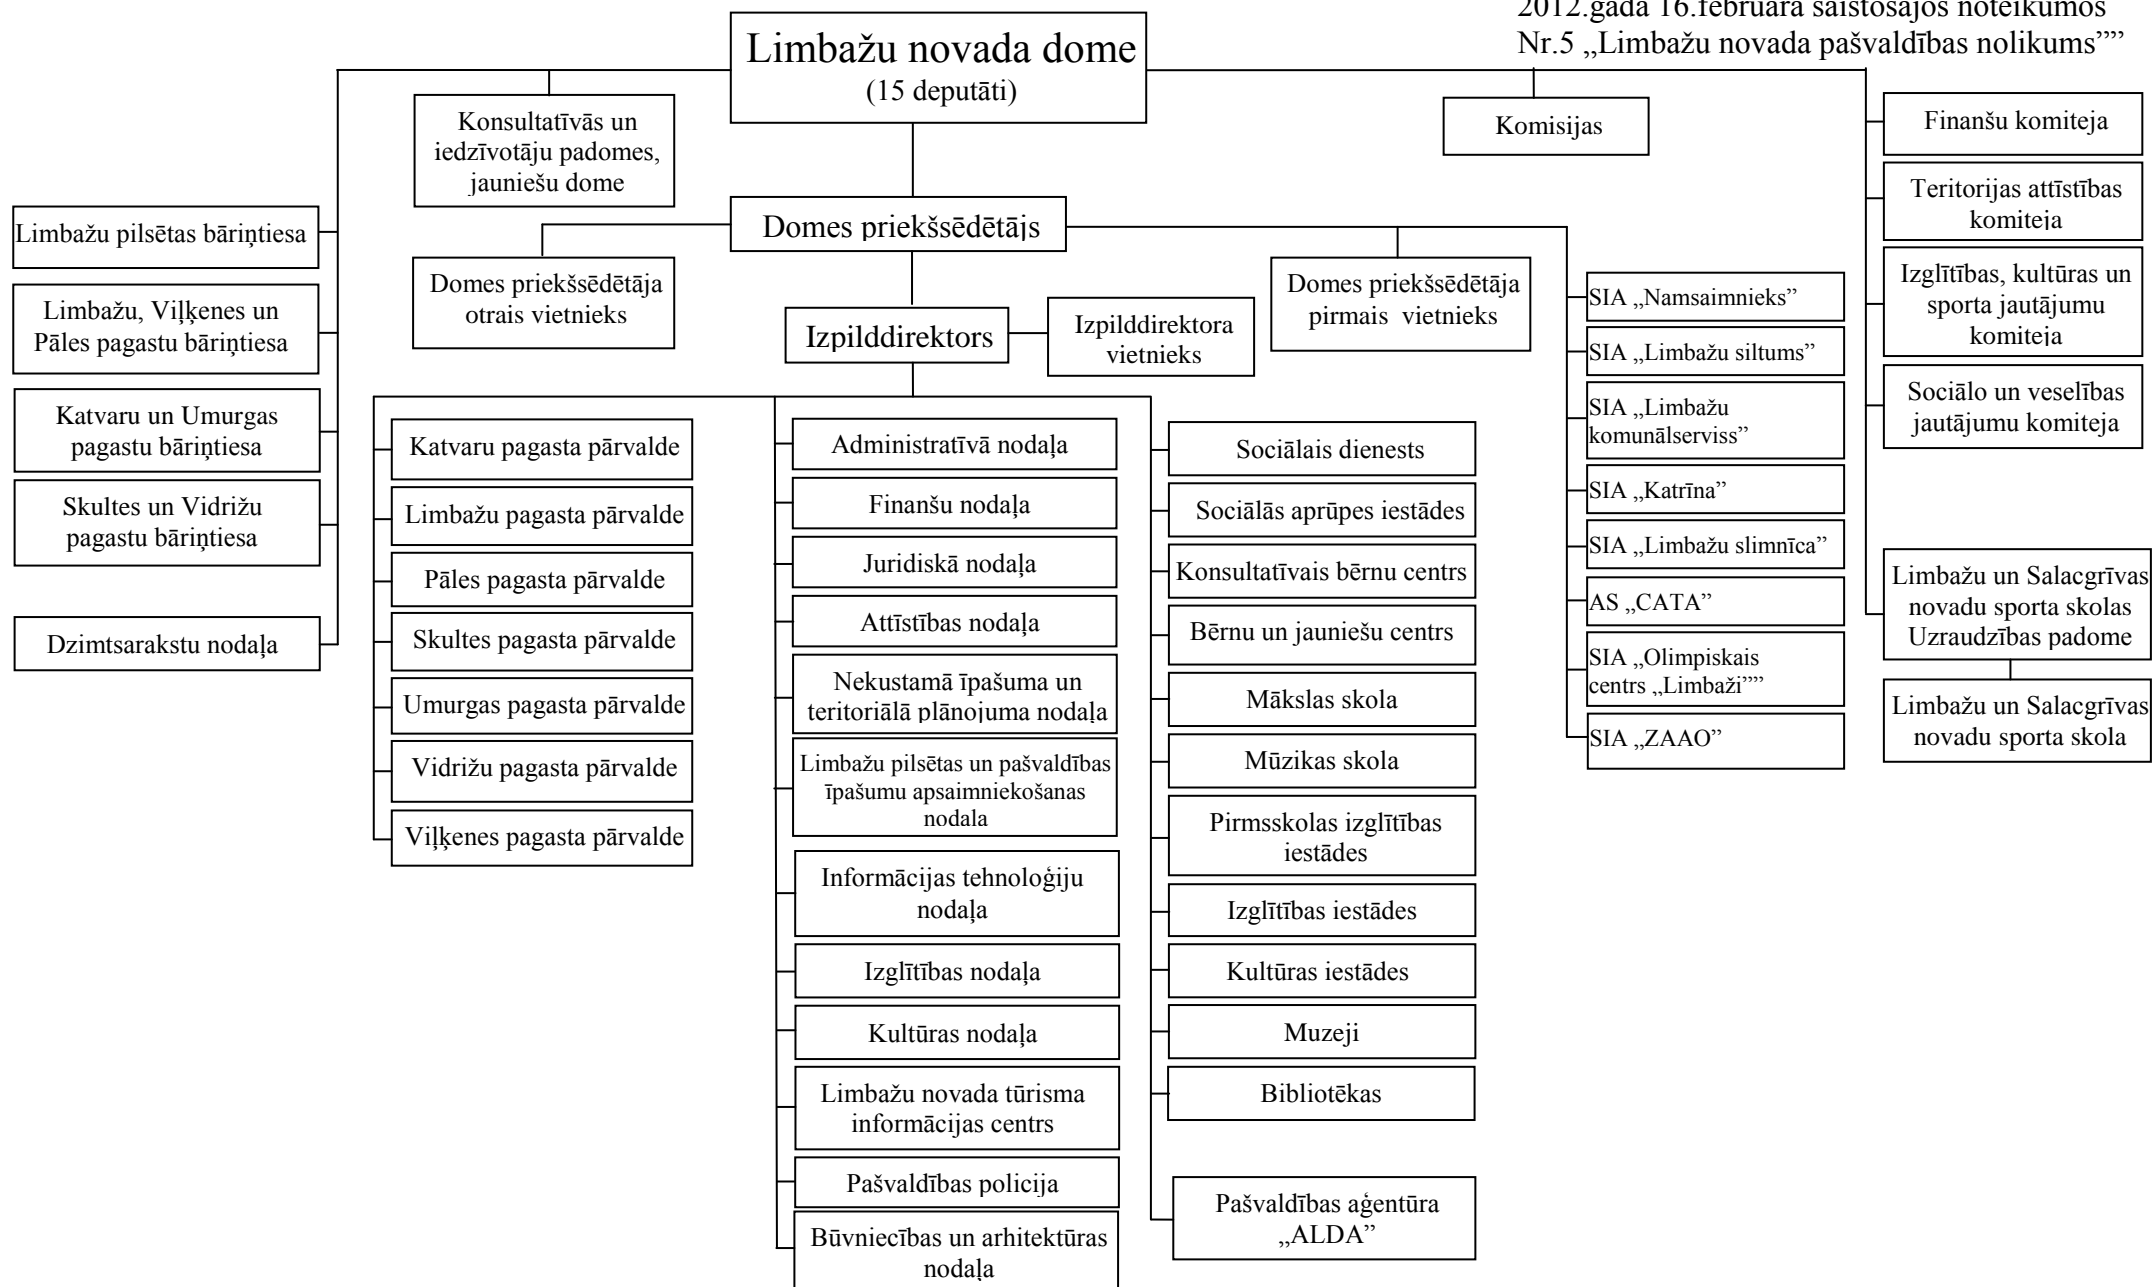 2012.gada 16.februāra saistošajos noteikumos
Nr.5 „Limbažu novada pašvaldības nolikums””
Limbažu novada dome
(15 deputāti)
Konsultatīvās un
iedzīvotāju padomes,
jauniešu dome
Komisijas
Finanšu komiteja
Teritorijas attīstības
komiteja
Izglītības, kultūras un
sporta jautājumu
komiteja
Sociālo un veselības
jautājumu komiteja
Limbažu un Salacgrīvas
novadu sporta skolas
Uzraudzības padome
Limbažu un Salacgrīvas
novadu sporta skola
Limbažu pilsētas bāriņtiesa
Limbažu, Viļķenes un
Pāles pagastu bāriņtiesa
Katvaru un Umurgas
pagastu bāriņtiesa
Skultes un Vidrižu
pagastu bāriņtiesa
Dzimtsarakstu nodaļa
Domes priekšsēdētājs
Domes priekšsēdētāja
otrais vietnieks
Domes priekšsēdētāja
pirmais vietnieks
Izpilddirektors
Izpilddirektora
vietnieks
SIA „Namsaimnieks”
SIA „Limbažu siltums”
SIA „Limbažu
komunālserviss”
SIA „Katrīna”
SIA „Limbažu slimnīca”
AS „CATA”
SIA „Olimpiskais
centrs „Limbaži””
SIA „ZAAO”
Katvaru pagasta pārvalde
Limbažu pagasta pārvalde
Pāles pagasta pārvalde
Skultes pagasta pārvalde
Umurgas pagasta pārvalde
Vidrižu pagasta pārvalde
Viļķenes pagasta pārvalde
Administratīvā nodaļa
Finanšu nodaļa
Juridiskā nodaļa
Attīstības nodaļa
Nekustamā īpašuma un
teritoriālā plānojuma nodaļa
Limbažu pilsētas un pašvaldības
īpašumu apsaimniekošanas
nodaļa
Informācijas tehnoloģiju
nodaļa
Izglītības nodaļa
Kultūras nodaļa
Limbažu novada tūrisma
informācijas centrs
Pašvaldības policija
Būvniecības un arhitektūras
nodaļa
Sociālais dienests
Sociālās aprūpes iestādes
Konsultatīvais bērnu centrs
Bērnu un jauniešu centrs
Mākslas skola
Mūzikas skola
Pirmsskolas izglītības
iestādes
Izglītības iestādes
Kultūras iestādes
Muzeji
Bibliotēkas
Pašvaldības aģentūra
„ALDA”